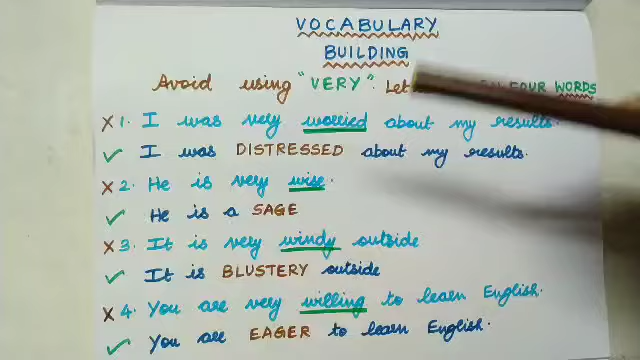 VOCABULARY
BUILDING
Avoid using "VERY". Let FOUR WORDS
X 1. I was very worried about my results.
✓ I was DISTRESSED about my results.
X 2. He is very wise.
✓ He is a SAGE
X 3. It is very windy outside
✓ It is BLUSTERY outside
X 4. You are very willing to learn English.
✓ You are EAGER to learn English.